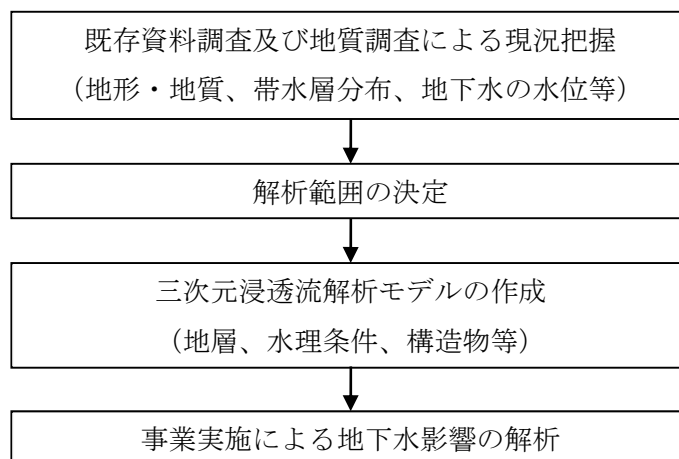 既存資料調査及び地質調査による現況把握
（地形・地質、帯水層分布、地下水の水位等）
解析範囲の決定
三次元浸透流解析モデルの作成
（地層、水理条件、構造物等）
事業実施による地下水影響の解析